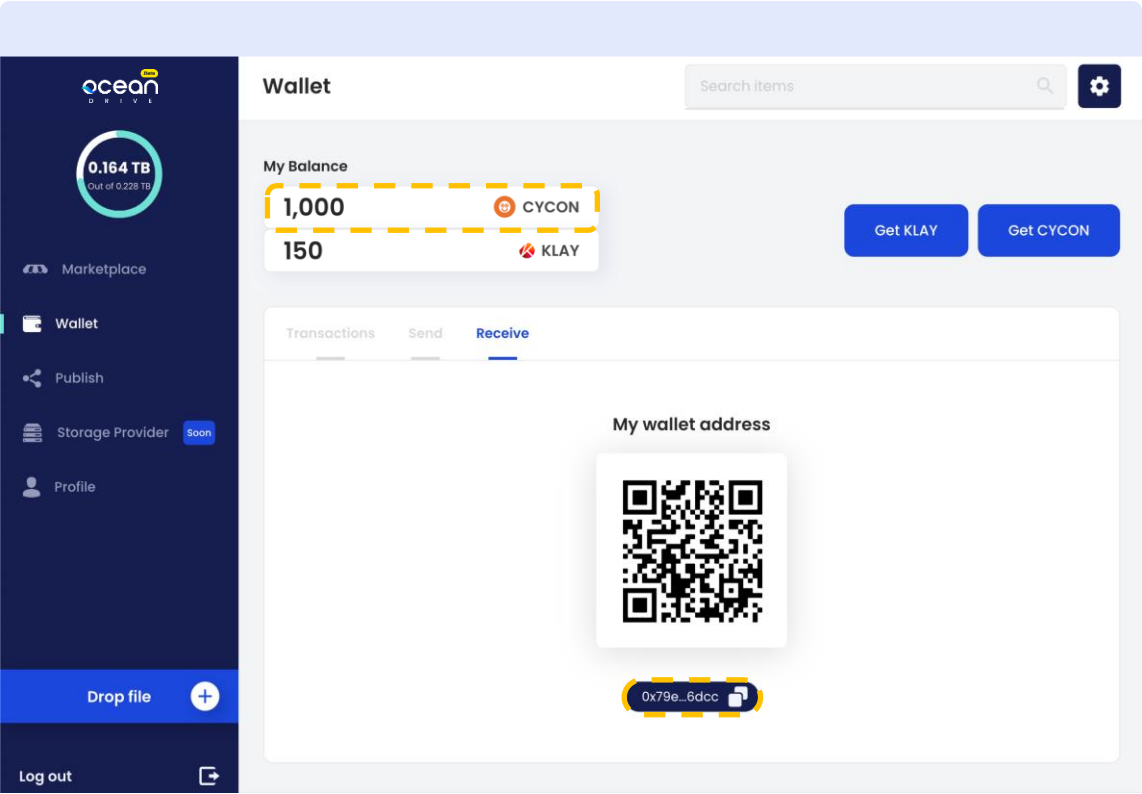 ocean
Beta
DRIVE
0.164 TB
Out of 0.228 TB
Marketplace
Wallet
Publish
Storage Provider Soon
Profile
Drop file
Log out
Wallet
Search items
My Balance
1,000 CYCON
150 KLAY
Get KLAY
Get CYCON
Transactions Send Receive
My wallet address
0x79e...6dcc